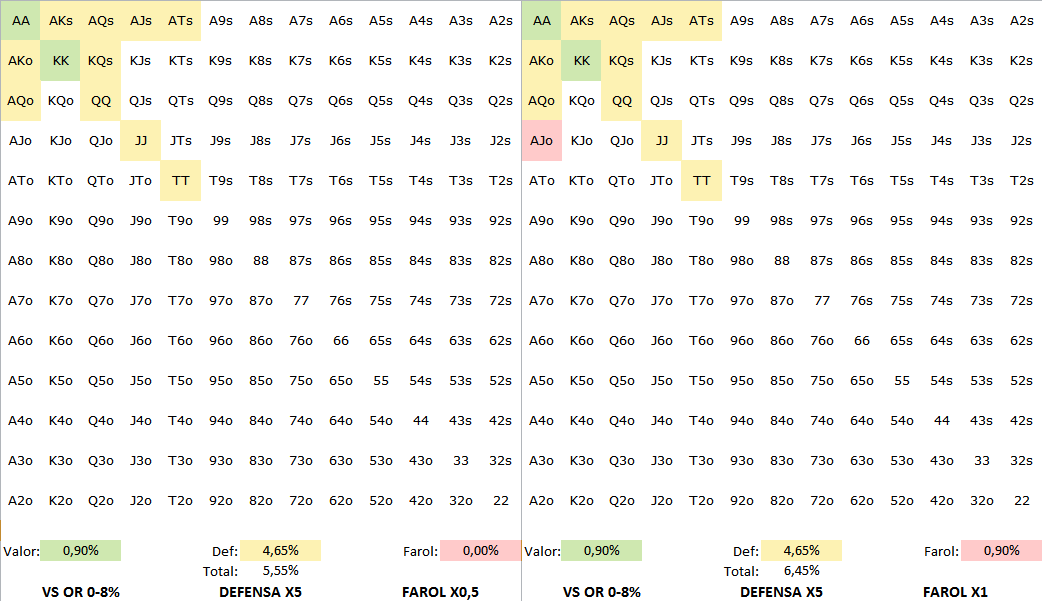 AA AKs AQs AJs ATs A9s A8s A7s A6s A5s A4s A3s A2s AA AKs AQs AJs ATs A9s A8s A7s A6s A5s A4s A3s A2s
AKo KK KQs KJs KTs K9s K8s K7s K6s K5s K4s K3s K2s AKo KK KQs KJs KTs K9s K8s K7s K6s K5s K4s K3s K2s
AQo KQo QQ QJs QTs Q9s Q8s Q7s Q6s Q5s Q4s Q3s Q2s AQo KQo QQ QJs QTs Q9s Q8s Q7s Q6s Q5s Q4s Q3s Q2s
AJo KJo QJo JJ JTs J9s J8s J7s J6s J5s J4s J3s J2s AJo KJo QJo JJ JTs J9s J8s J7s J6s J5s J4s J3s J2s
ATo KTo QTo JTo TT T9s T8s T7s T6s T5s T4s T3s T2s ATo KTo QTo JTo TT T9s T8s T7s T6s T5s T4s T3s T2s
A9o K9o Q9o J9o T9o 99 98s 97s 96s 95s 94s 93s 92s A9o K9o Q9o J9o T9o 99 98s 97s 96s 95s 94s 93s 92s
A8o K8o Q8o J8o T8o 98o 88 87s 86s 85s 84s 83s 82s A8o K8o Q8o J8o T8o 98o 88 87s 86s 85s 84s 83s 82s
A7o K7o Q7o J7o T7o 97o 87o 77 76s 75s 74s 73s 72s A7o K7o Q7o J7o T7o 97o 87o 77 76s 75s 74s 73s 72s
A6o K6o Q6o J6o T6o 96o 86o 76o 66 65s 64s 63s 62s A6o K6o Q6o J6o T6o 96o 86o 76o 66 65s 64s 63s 62s
A5o K5o Q5o J5o T5o 95o 85o 75o 65o 55 54s 53s 52s A5o K5o Q5o J5o T5o 95o 85o 75o 65o 55 54s 53s 52s
A4o K4o Q4o J4o T4o 94o 84o 74o 64o 54o 44 43s 42s A4o K4o Q4o J4o T4o 94o 84o 74o 64o 54o 44 43s 42s
A3o K3o Q3o J3o T3o 93o 83o 73o 63o 53o 43o 33 32s A3o K3o Q3o J3o T3o 93o 83o 73o 63o 53o 43o 33 32s
A2o K2o Q2o J2o T2o 92o 82o 72o 62o 52o 42o 32o 22 A2o K2o Q2o J2o T2o 92o 82o 72o 62o 52o 42o 32o 22
Valor: 0,90% Def: 4,65% Farol: 0,00% Valor: 0,90% Def: 4,65% Farol: 0,90%
Total: 5,55% Total: 6,45%
VS OR 0-8% DEFENSA X5 FAROL X0,5 VS OR 0-8% DEFENSA X5 FAROL X1